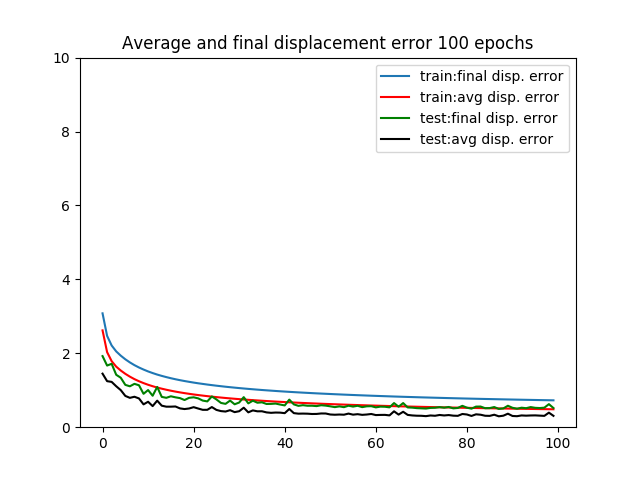 Average and final displacement error 100 epochs
10
8
6
4
2
0
train:final disp. error
train:avg disp. error
test:final disp. error
test:avg disp. error
0 20 40 60 80 100